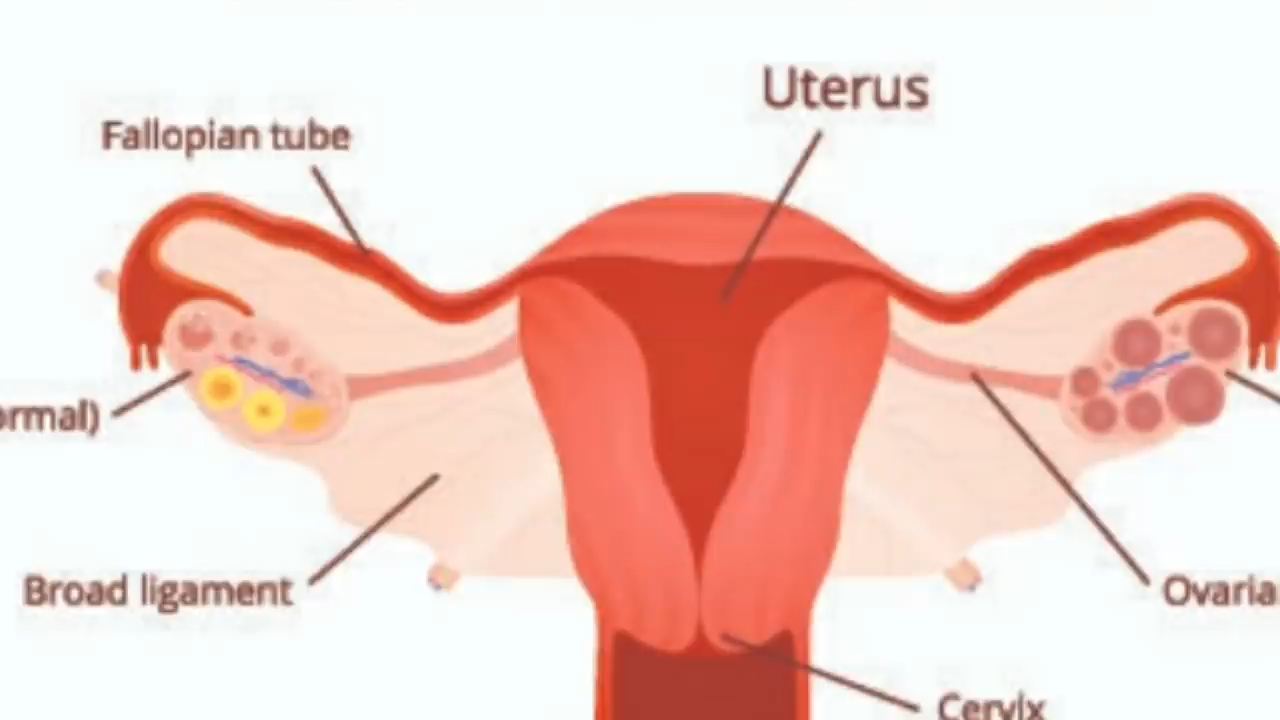 Uterus
Fallopian tube
ormal)
Broad ligament
Ovaria
Cervix